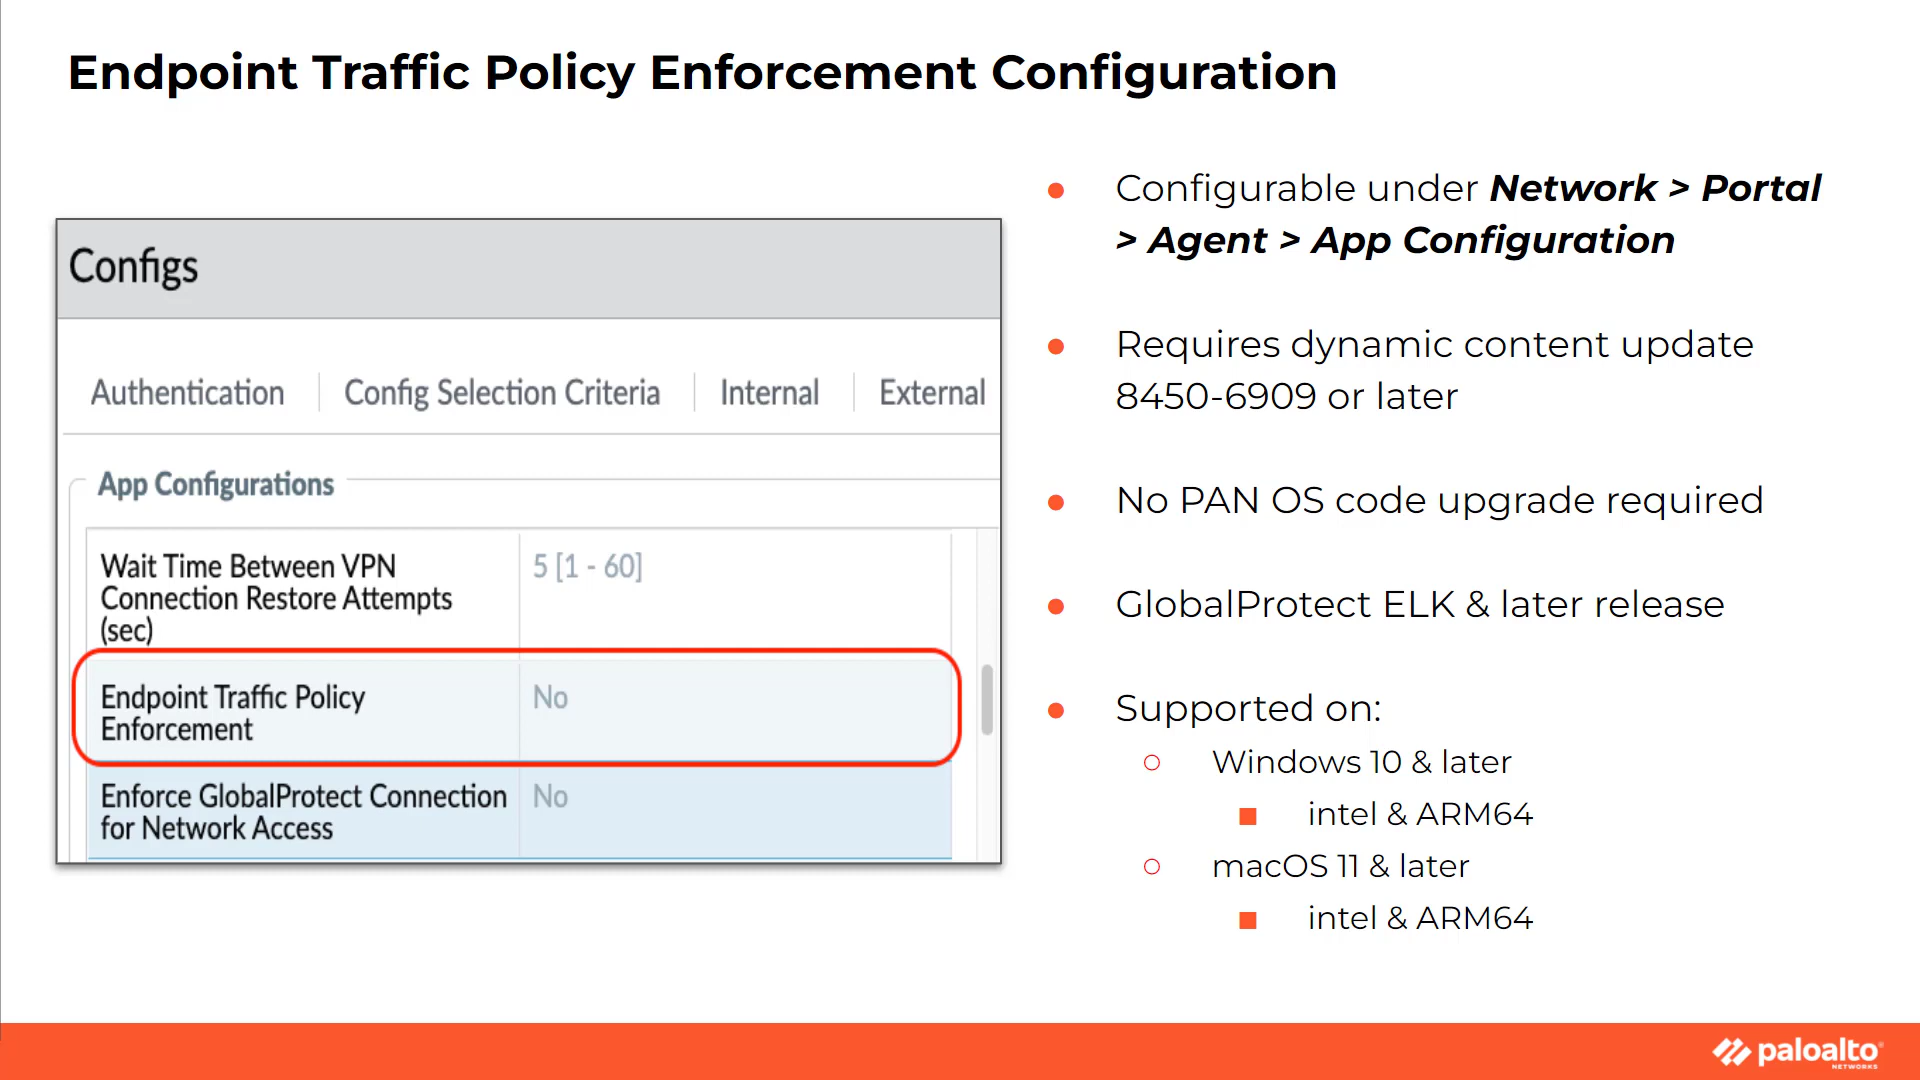 Endpoint Traffic Policy Enforcement Configuration
Configs
Authentication
Config Selection Criteria
Internal
External
App Configurations
Wait Time Between VPN
Connection Restore Attempts
(sec)
5 [1 - 60]
Endpoint Traffic Policy
Enforcement
No
Enforce GlobalProtect Connection
for Network Access
No
Configurable under Network > Portal
> Agent > App Configuration
Requires dynamic content update
8450-6909 or later
No PAN OS code upgrade required
GlobalProtect ELK & later release
Supported on:
Windows 10 & later
intel & ARM64
macOS 11 & later
intel & ARM64
paloalto
NETWORKS